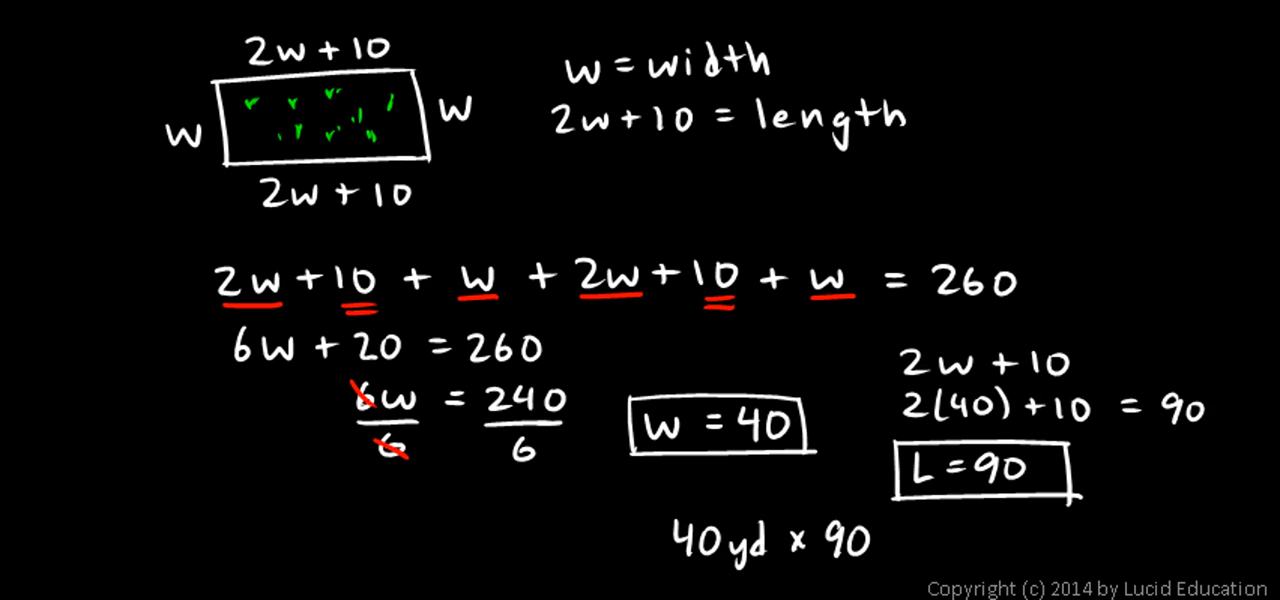 2w + 10
w = width
w
w
2w + 10 = length
2w + 10
2w + 10 + w + 2w + 10 + w = 260
6w + 20 = 260
6w = 240
6 6
w = 40
2w + 10
2(40) + 10 = 90
L = 90
40yd × 90
Copyright (c) 2014 by Lucid Education